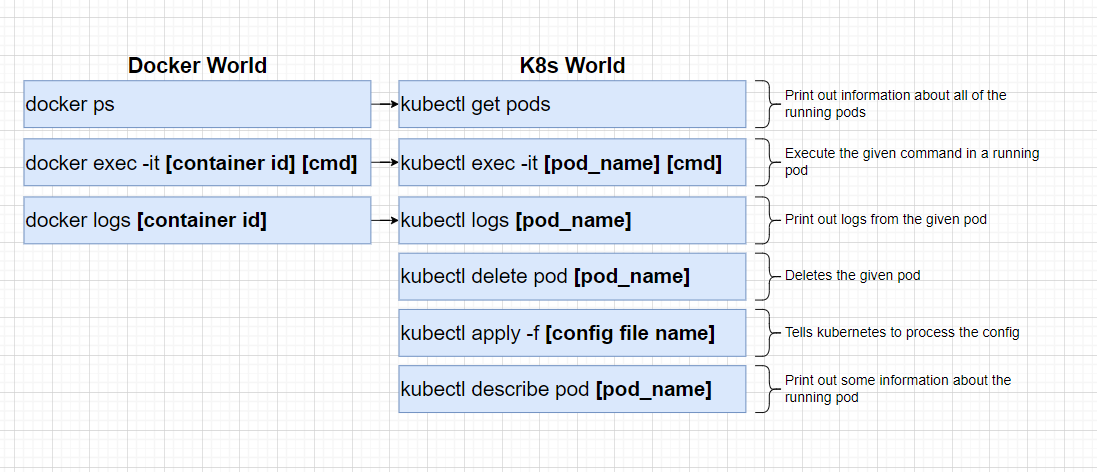 Docker World
K8s World
docker ps
kubectl get pods
Print out information about all of the
running pods
docker exec -it [container id] [cmd]
kubectl exec -it [pod_name] [cmd]
Execute the given command in a running
pod
docker logs [container id]
kubectl logs [pod_name]
Print out logs from the given pod
kubectl delete pod [pod_name]
Deletes the given pod
kubectl apply -f [config file name]
Tells kubernetes to process the config
kubectl describe pod [pod_name]
Print out some information about the
running pod